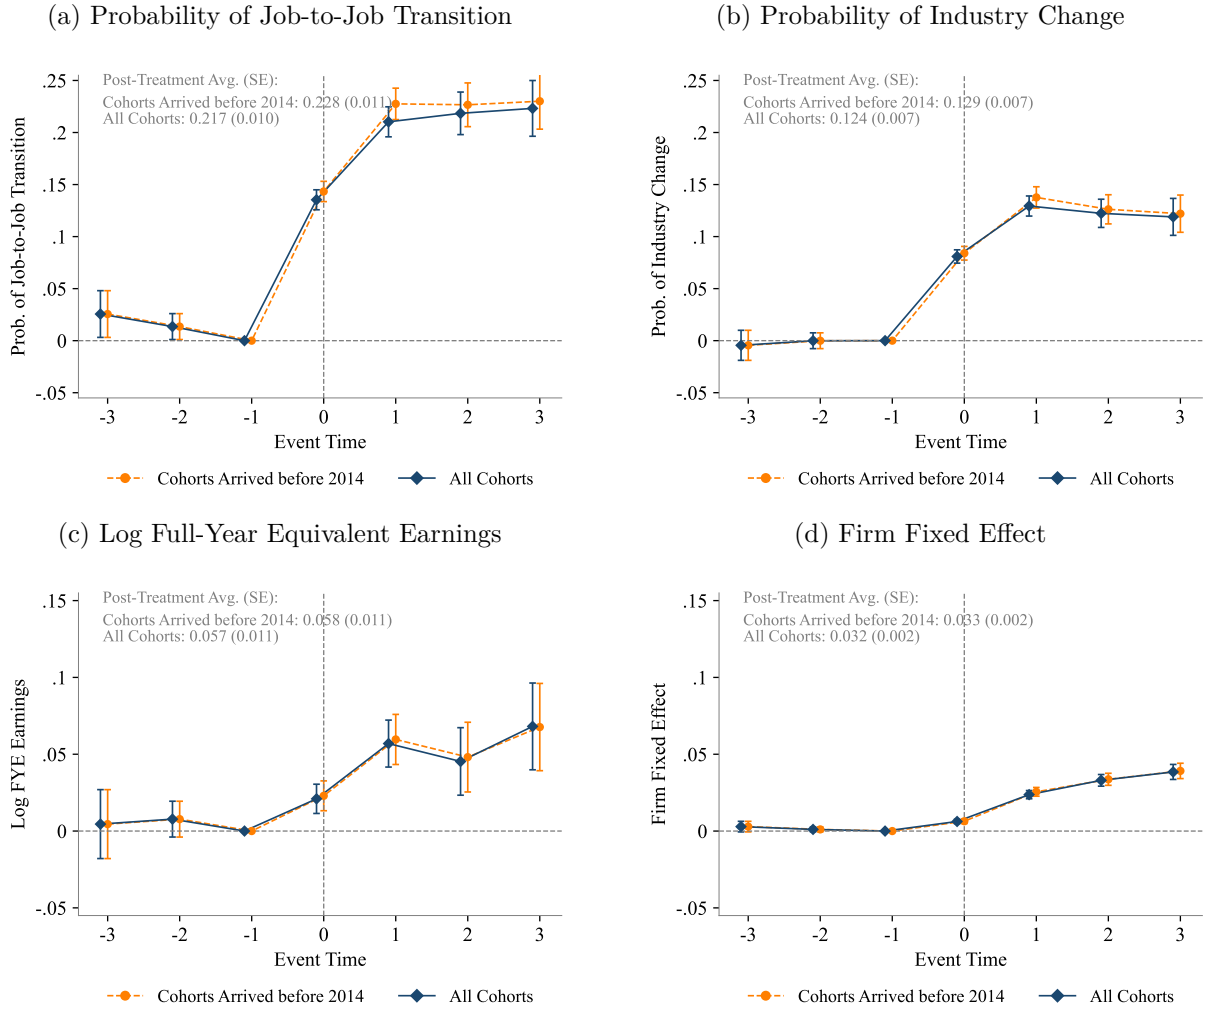 (a) Probability of Job-to-Job Transition
Post-Treatment Avg. (SE):
Cohorts Arrived before 2014: 0.228 (0.011)
All Cohorts: 0.217 (0.010)
Prob. of Job-to-Job Transition
.25
.2
.15
.1
.05
0
-.05
-3 -2 -1 0 1 2 3
Event Time
Cohorts Arrived before 2014 All Cohorts
(b) Probability of Industry Change
Post-Treatment Avg. (SE):
Cohorts Arrived before 2014: 0.129 (0.007)
All Cohorts: 0.124 (0.007)
Prob. of Industry Change
.25
.2
.15
.1
.05
0
-.05
-3 -2 -1 0 1 2 3
Event Time
Cohorts Arrived before 2014 All Cohorts
(c) Log Full-Year Equivalent Earnings
Post-Treatment Avg. (SE):
Cohorts Arrived before 2014: 0.058 (0.011)
All Cohorts: 0.057 (0.011)
Log FYE Earnings
.15
.1
.05
0
-.05
-3 -2 -1 0 1 2 3
Event Time
Cohorts Arrived before 2014 All Cohorts
(d) Firm Fixed Effect
Post-Treatment Avg. (SE):
Cohorts Arrived before 2014: 0.033 (0.002)
All Cohorts: 0.032 (0.002)
Firm Fixed Effect
.15
.1
.05
0
-.05
-3 -2 -1 0 1 2 3
Event Time
Cohorts Arrived before 2014 All Cohorts